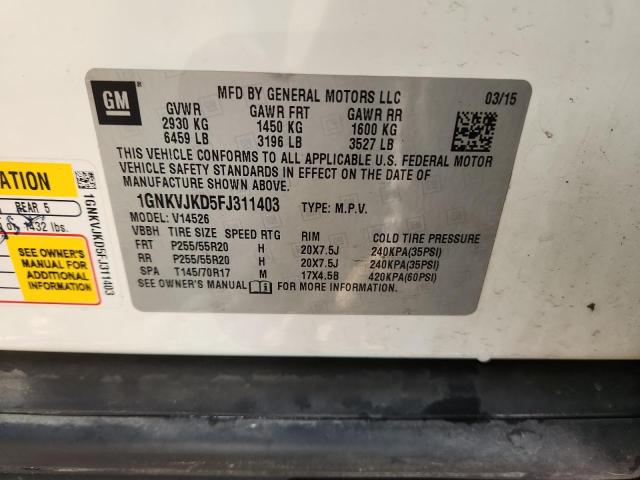 GM
MFD BY GENERAL MOTORS LLC
03/15
GVWR GAWR FRT GAWR RR
2930 KG 1450 KG 1600 KG
6459 LB 3196 LB 3527 LB
THIS VEHICLE CONFORMS TO ALL APPLICABLE U.S. FEDERAL MOTOR
VEHICLE SAFETY STANDARDS IN EFFECT ON THE DATE OF
MANUFACTURE SHOWN ABOVE.
1GNKVJKD5FJ311403 TYPE: M.P.V.
MODEL: V14526
VBBH TIRE SIZE SPEED RTG RIM COLD TIRE PRESSURE
FRT P255/55R20 H 20X7.5J 240KPA(35PSI)
RR P255/55R20 H 20X7.5J 240KPA(35PSI)
SPA T145/70R17 M 17X4.5B 420KPA(60PSI)
SEE OWNER'S MANUAL FOR MORE INFORMATION.
ATION
REAR 5
1432 lbs.
SEE OWNER'S
MANUAL FOR
ADDITIONAL
INFORMATION
1GNKVJKD5FJ311403